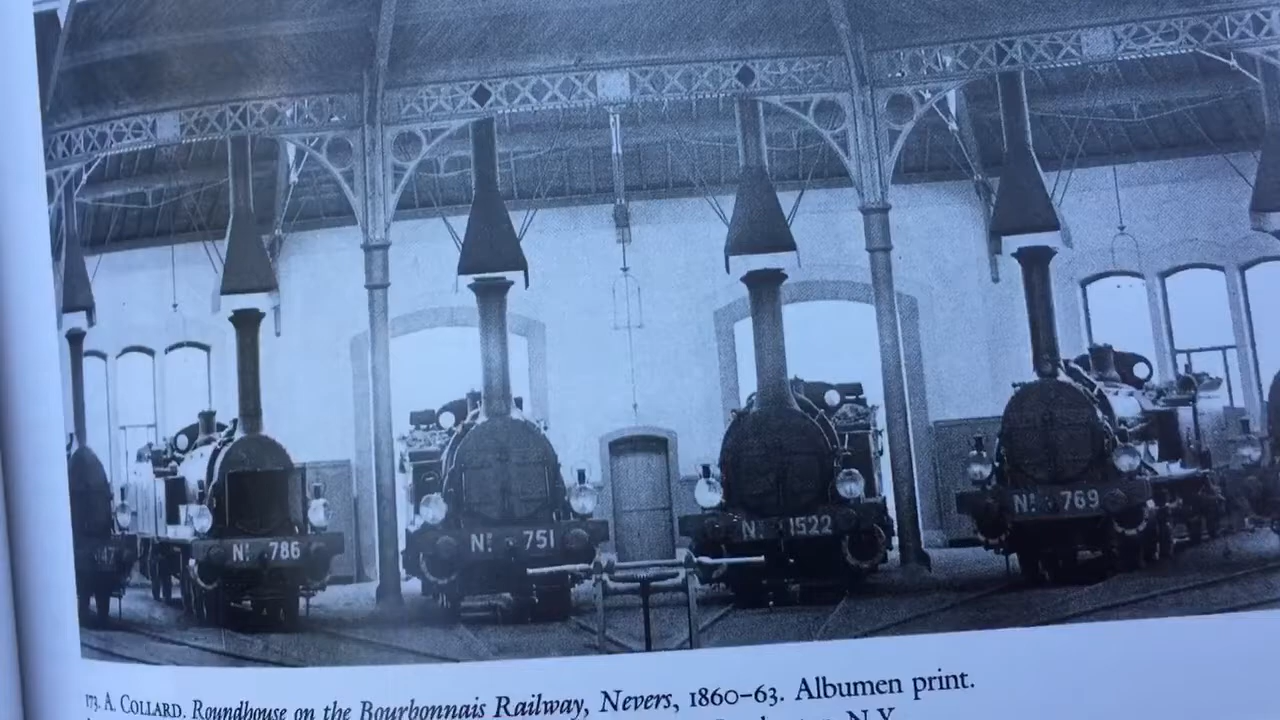 47
Nº 786
Nº 751
Nº 1522
Nº 769
173. A. COLLARD. Roundhouse on the Bourbonnais Railway, Nevers, 1860–63. Albumen print.
N.Y.